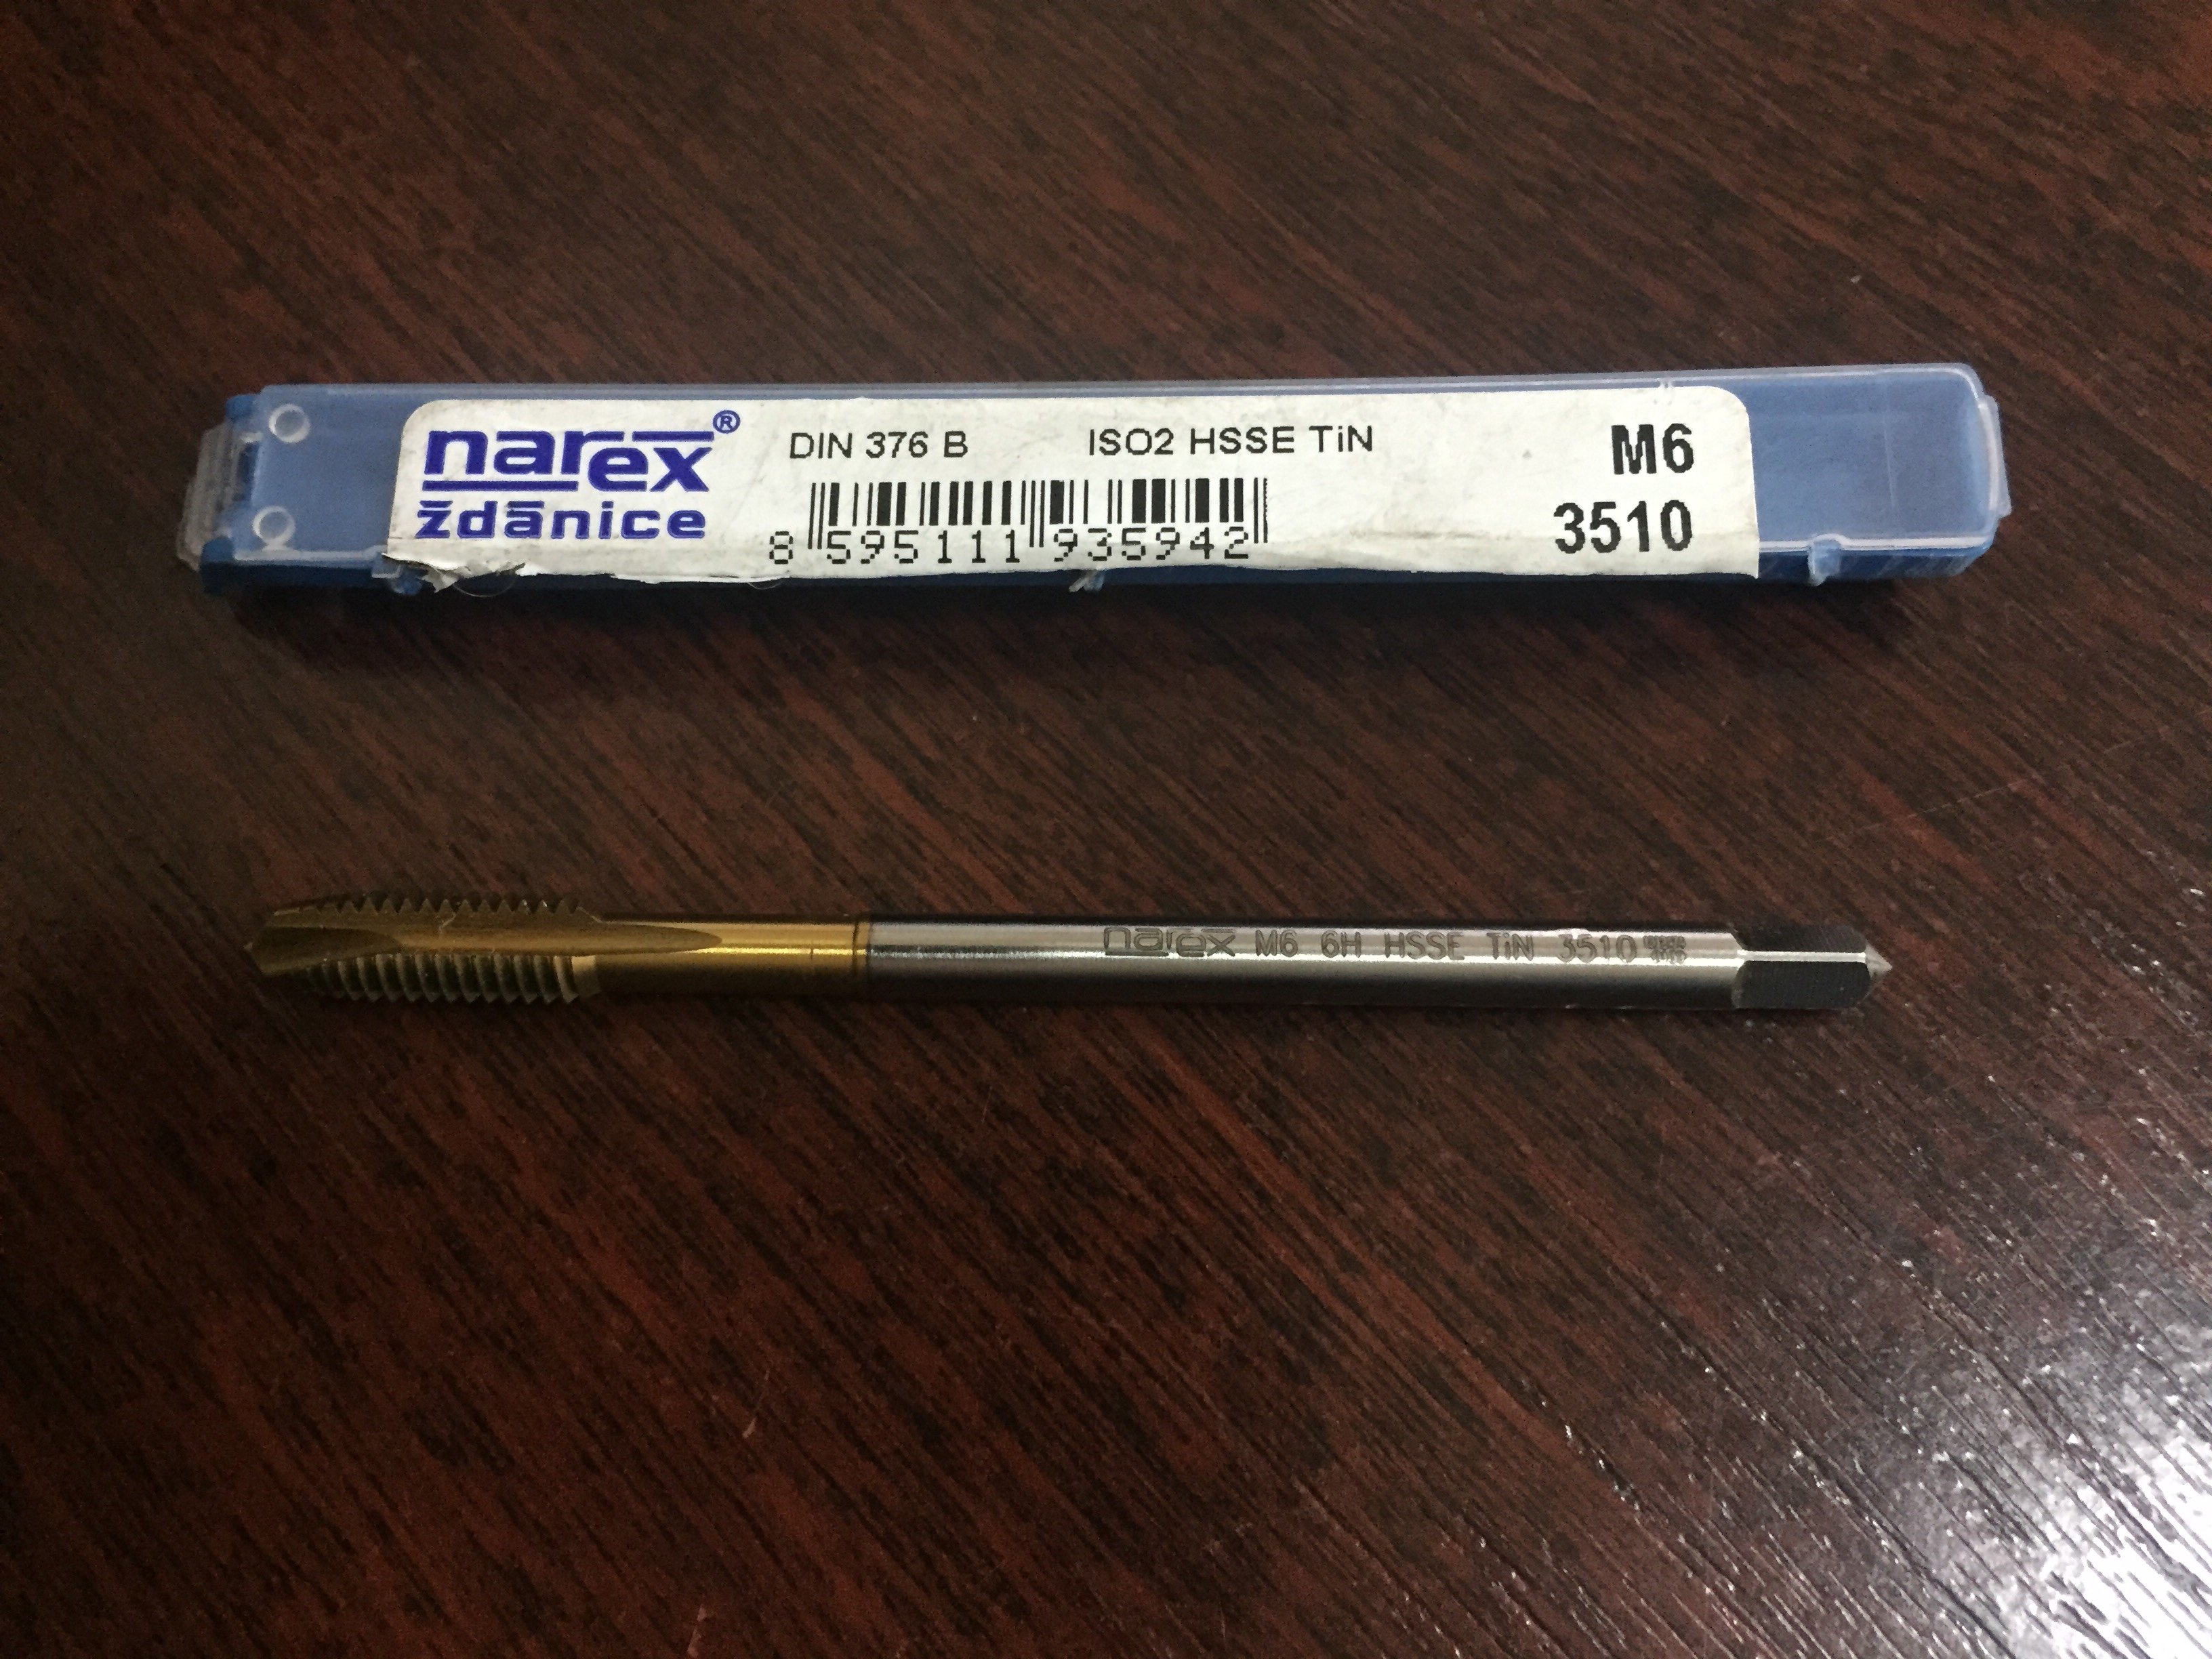 narex®
ždánice
DIN 376 B
ISO2 HSSE TiN
M6
3510
8 595111 935942
narex M6 6H HSSE TiN 3510